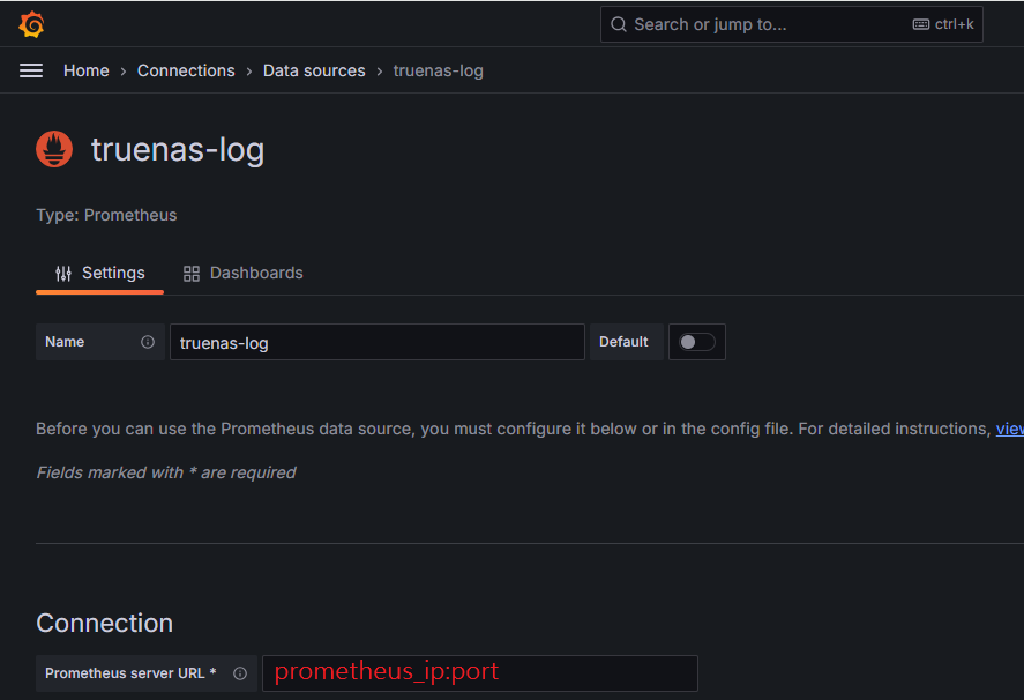 Search or jump to... ctrl+k
Home › Connections › Data sources › truenas-log
truenas-log
Type: Prometheus
Settings Dashboards
Name truenas-log Default
Before you can use the Prometheus data source, you must configure it below or in the config file. For detailed instructions, view
Fields marked with * are required
Connection
Prometheus server URL * prometheus_ip:port